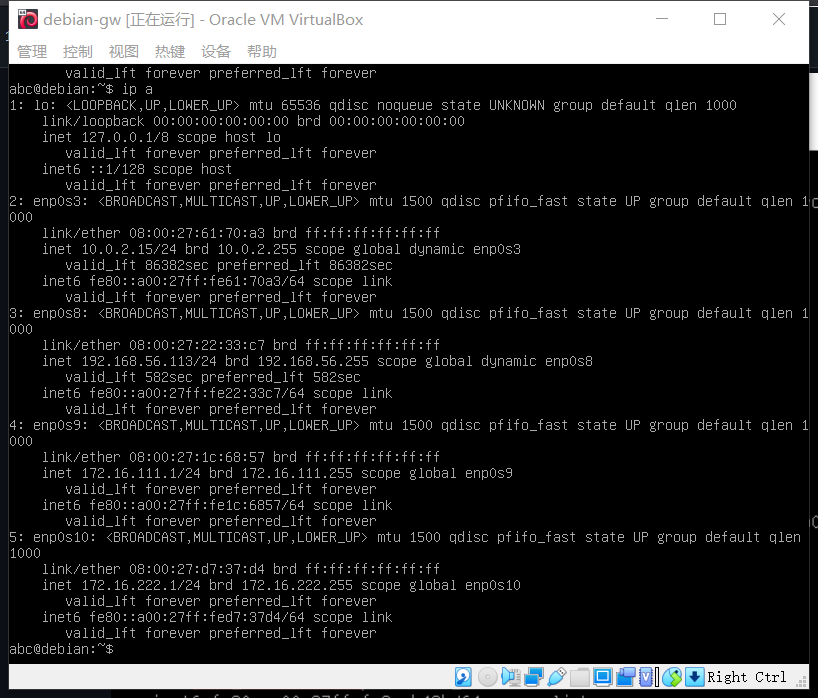 debian-gw [正在运行] - Oracle VM VirtualBox
管理 控制 视图 热键 设备 帮助
valid_lft forever preferred_lft forever
abc@debian:~$ ip a
1: lo: <LOOPBACK,UP,LOWER_UP> mtu 65536 qdisc noqueue state UNKNOWN group default qlen 1000
link/loopback 00:00:00:00:00:00 brd 00:00:00:00:00:00
inet 127.0.0.1/8 scope host lo
valid_lft forever preferred_lft forever
inet6 ::1/128 scope host
valid_lft forever preferred_lft forever
2: enp0s3: <BROADCAST,MULTICAST,UP,LOWER_UP> mtu 1500 qdisc pfifo_fast state UP group default qlen 1
000
link/ether 08:00:27:61:70:a3 brd ff:ff:ff:ff:ff:ff
inet 10.0.2.15/24 brd 10.0.2.255 scope global dynamic enp0s3
valid_lft 86382sec preferred_lft 86382sec
inet6 fe80::a00:27ff:fe61:70a3/64 scope link
valid_lft forever preferred_lft forever
3: enp0s8: <BROADCAST,MULTICAST,UP,LOWER_UP> mtu 1500 qdisc pfifo_fast state UP group default qlen 1
000
link/ether 08:00:27:22:33:c7 brd ff:ff:ff:ff:ff:ff
inet 192.168.56.113/24 brd 192.168.56.255 scope global dynamic enp0s8
valid_lft 582sec preferred_lft 582sec
inet6 fe80::a00:27ff:fe22:33c7/64 scope link
valid_lft forever preferred_lft forever
4: enp0s9: <BROADCAST,MULTICAST,UP,LOWER_UP> mtu 1500 qdisc pfifo_fast state UP group default qlen 1
000
link/ether 08:00:27:1c:68:57 brd ff:ff:ff:ff:ff:ff
inet 172.16.111.1/24 brd 172.16.111.255 scope global enp0s9
valid_lft forever preferred_lft forever
inet6 fe80::a00:27ff:fe1c:6857/64 scope link
valid_lft forever preferred_lft forever
5: enp0s10: <BROADCAST,MULTICAST,UP,LOWER_UP> mtu 1500 qdisc pfifo_fast state UP group default qlen
1000
link/ether 08:00:27:d7:37:d4 brd ff:ff:ff:ff:ff:ff
inet 172.16.222.1/24 brd 172.16.222.255 scope global enp0s10
valid_lft forever preferred_lft forever
inet6 fe80::a00:27ff:fed7:37d4/64 scope link
valid_lft forever preferred_lft forever
abc@debian:~$
Right Ctrl